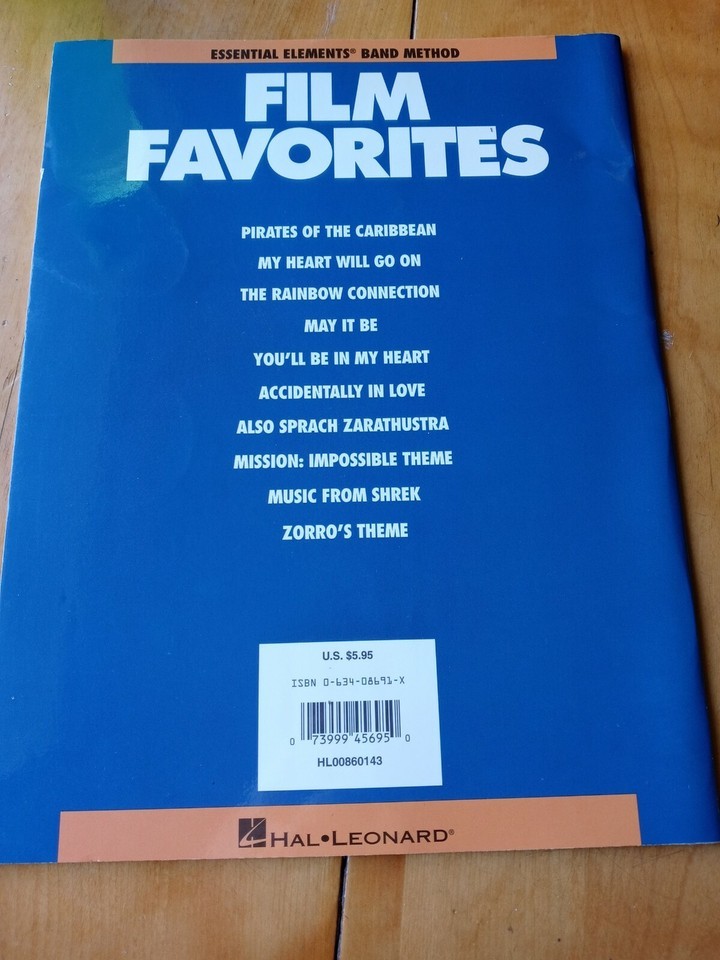 ESSENTIAL ELEMENTS® BAND METHOD
FILM
FAVORITES
PIRATES OF THE CARIBBEAN
MY HEART WILL GO ON
THE RAINBOW CONNECTION
MAY IT BE
YOU'LL BE IN MY HEART
ACCIDENTALLY IN LOVE
ALSO SPRACH ZARATHUSTRA
MISSION: IMPOSSIBLE THEME
MUSIC FROM SHREK
ZORRO'S THEME
U.S. $5.95
ISBN 0-634-08691-X
0 73999 45695 0
HL00860143
HAL•LEONARD®